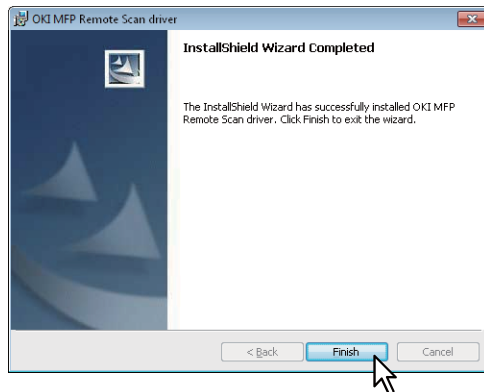 OKI MFP Remote Scan driver
InstallShield Wizard Completed
The InstallShield Wizard has successfully installed OKI MFP
Remote Scan driver. Click Finish to exit the wizard.
< Back
Finish
Cancel